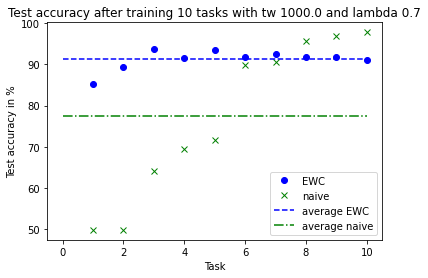 Test accuracy after training 10 tasks with tw 1000.0 and lambda 0.7
100
90
80
70
60
50
Test accuracy in %
EWC
naive
average EWC
average naive
0 2 4 6 8 10
Task